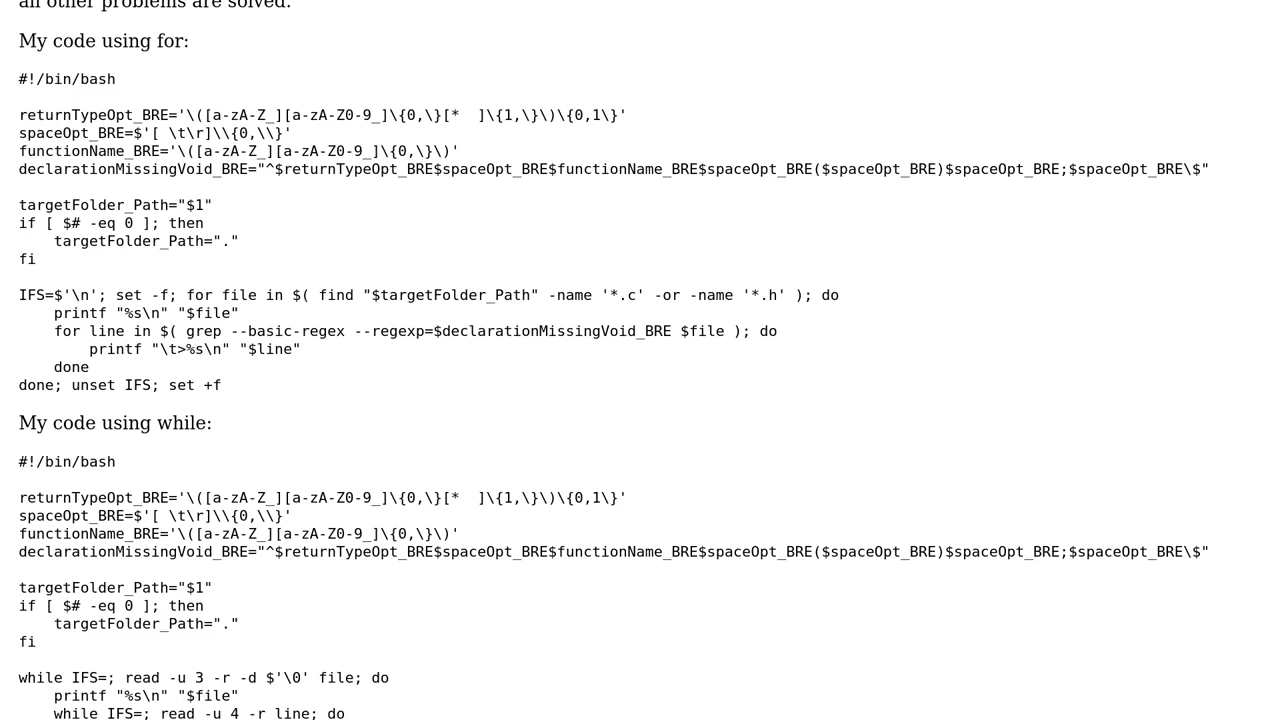 all other problems are solved.
My code using for:
#!/bin/bash
returnTypeOpt_BRE='\([a-zA-Z_][a-zA-Z0-9_]\{0,\}[*  ]\{1,\}\)\{0,1\}'
spaceOpt_BRE=$'[ \t\r]\\{0,\\}'
functionName_BRE='\([a-zA-Z_][a-zA-Z0-9_]\{0,\}\)'
declarationMissingVoid_BRE="^$returnTypeOpt_BRE$spaceOpt_BRE$functionName_BRE$spaceOpt_BRE($spaceOpt_BRE)$spaceOpt_BRE;$spaceOpt_BRE\$"
targetFolder_Path="$1"
if [ $# -eq 0 ]; then
    targetFolder_Path="."
fi
IFS=$'\n'; set -f; for file in $( find "$targetFolder_Path" -name '*.c' -or -name '*.h' ); do
    printf "%s\n" "$file"
    for line in $( grep --basic-regex --regexp=$declarationMissingVoid_BRE $file ); do
        printf "\t>%s\n" "$line"
    done
done; unset IFS; set +f
My code using while:
#!/bin/bash
returnTypeOpt_BRE='\([a-zA-Z_][a-zA-Z0-9_]\{0,\}[*  ]\{1,\}\)\{0,1\}'
spaceOpt_BRE=$'[ \t\r]\\{0,\\}'
functionName_BRE='\([a-zA-Z_][a-zA-Z0-9_]\{0,\}\)'
declarationMissingVoid_BRE="^$returnTypeOpt_BRE$spaceOpt_BRE$functionName_BRE$spaceOpt_BRE($spaceOpt_BRE)$spaceOpt_BRE;$spaceOpt_BRE\$"
targetFolder_Path="$1"
if [ $# -eq 0 ]; then
    targetFolder_Path="."
fi
while IFS=; read -u 3 -r -d $'\0' file; do
    printf "%s\n" "$file"
    while IFS=; read -u 4 -r line; do